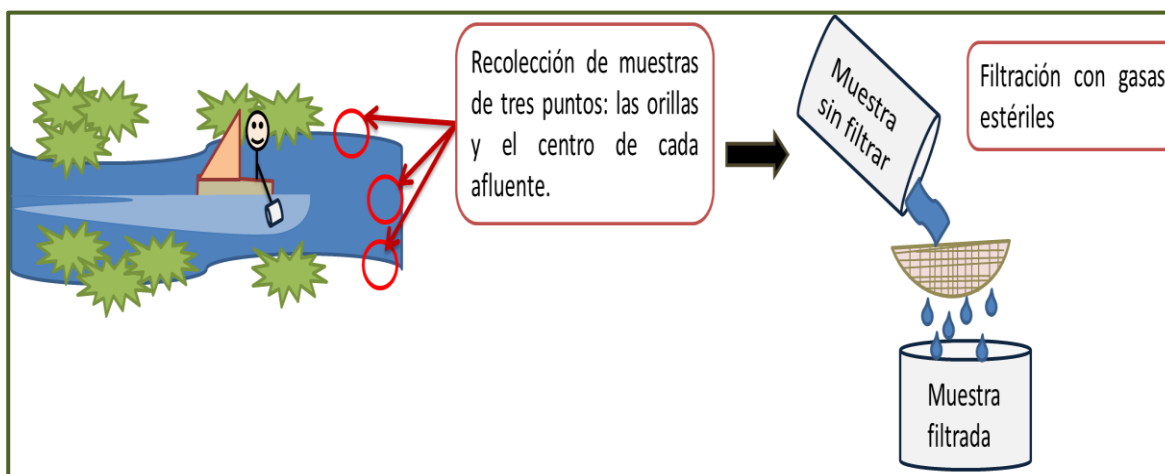 Recolección de muestras
de tres puntos: las orillas
y el centro de cada
afluente.
Muestra
sin filtrar
Filtración con gasas
estériles
Muestra
filtrada